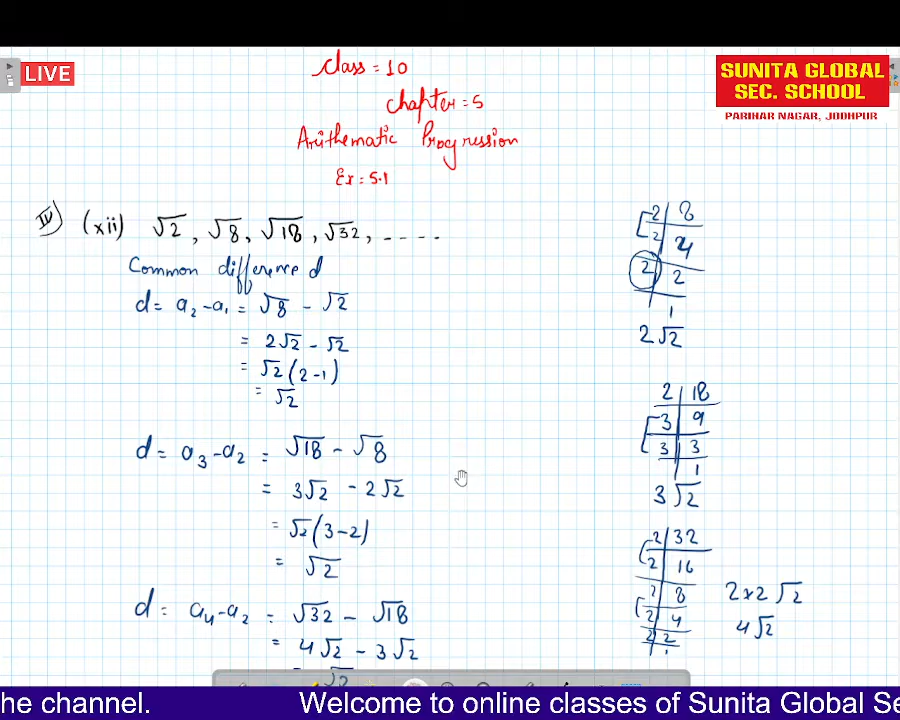 LIVE
SUNITA GLOBAL
SEC. SCHOOL
PARIHAR NAGAR, JODHPUR
Class = 10
Chapter = 5
Arithematic Progression
Ex = 5.1
IV) (xii) √2, √8, √18, √32, ----
Common difference d
d = a₂-a₁ = √8 - √2
= 2√2 - √2
= √2 (2-1)
= √2
d = a₃-a₂ = √18 - √8
= 3√2 - 2√2
= √2 (3-2)
= √2
d = a₄-a₂ = √32 - √18
= 4√2 - 3√2
= √2
2 | 8
2 | 4
2 | 2
1
2√2
2 | 18
3 | 9
3 | 3
1
3√2
2 | 32
2 | 16
2 | 8
2 | 4
2 | 2
1
2×2√2
4√2
he channel. Welcome to online classes of Sunita Global Se